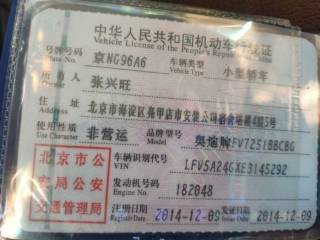 中华人民共和国机动车行驶证
Vehicle License of the People's Republic
号牌号码 京NG96A6 车辆类型 小型轿车
Plate No. Vehicle Type
所有人 张兴旺
住址 北京市海淀区
Address
使用性质 非营运 品牌型号 奥迪牌FV7251BBCBG
北京市公安局公安交通管理局
车辆识别代号 LFV5A24GXE3145292
VIN
发动机号码 182048
Engine No.
注册日期 2014-12-09 发证日期 2014-12-09
Register Date Issue Date